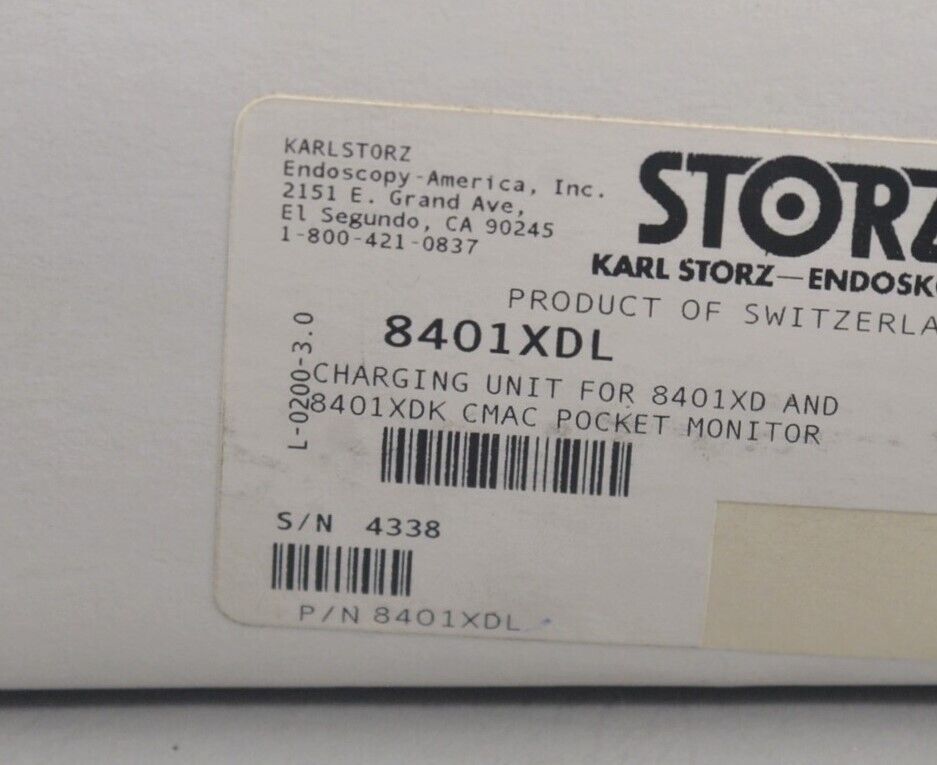 KARLSTORZ
Endoscopy-America, Inc.
2151 E. Grand Ave,
El Segundo, CA 90245
1-800-421-0837
STORZ
KARL STORZ—ENDOSK
PRODUCT OF SWITZERLA
8401XDL
L-0200-3.0
CHARGING UNIT FOR 8401XD AND
8401XDK CMAC POCKET MONITOR
S/N 4338
P/N 8401XDL